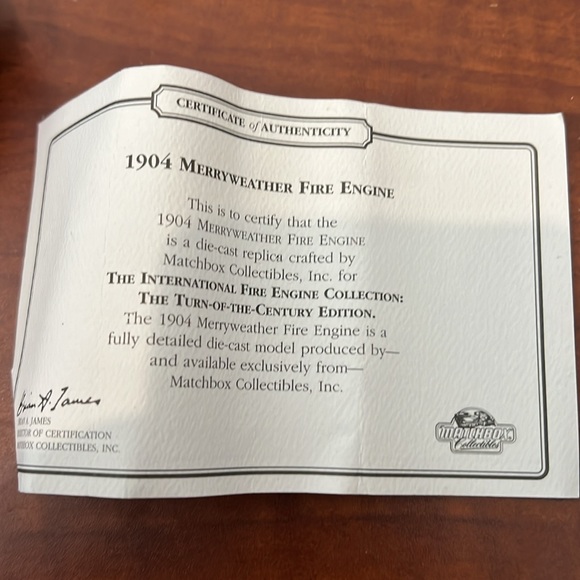 CERTIFICATE of AUTHENTICITY
1904 MERRYWEATHER FIRE ENGINE
This is to certify that the
1904 MERRYWEATHER FIRE ENGINE
is a die-cast replica crafted by
Matchbox Collectibles, Inc. for
THE INTERNATIONAL FIRE ENGINE COLLECTION:
THE TURN-OF-THE-CENTURY EDITION.
The 1904 Merryweather Fire Engine is a
fully detailed die-cast model produced by—
and available exclusively from—
Matchbox Collectibles, Inc.
A. James
A. JAMES
OF CERTIFICATION
COLLECTIBLES, INC.
MATCHBOX
Collectibles